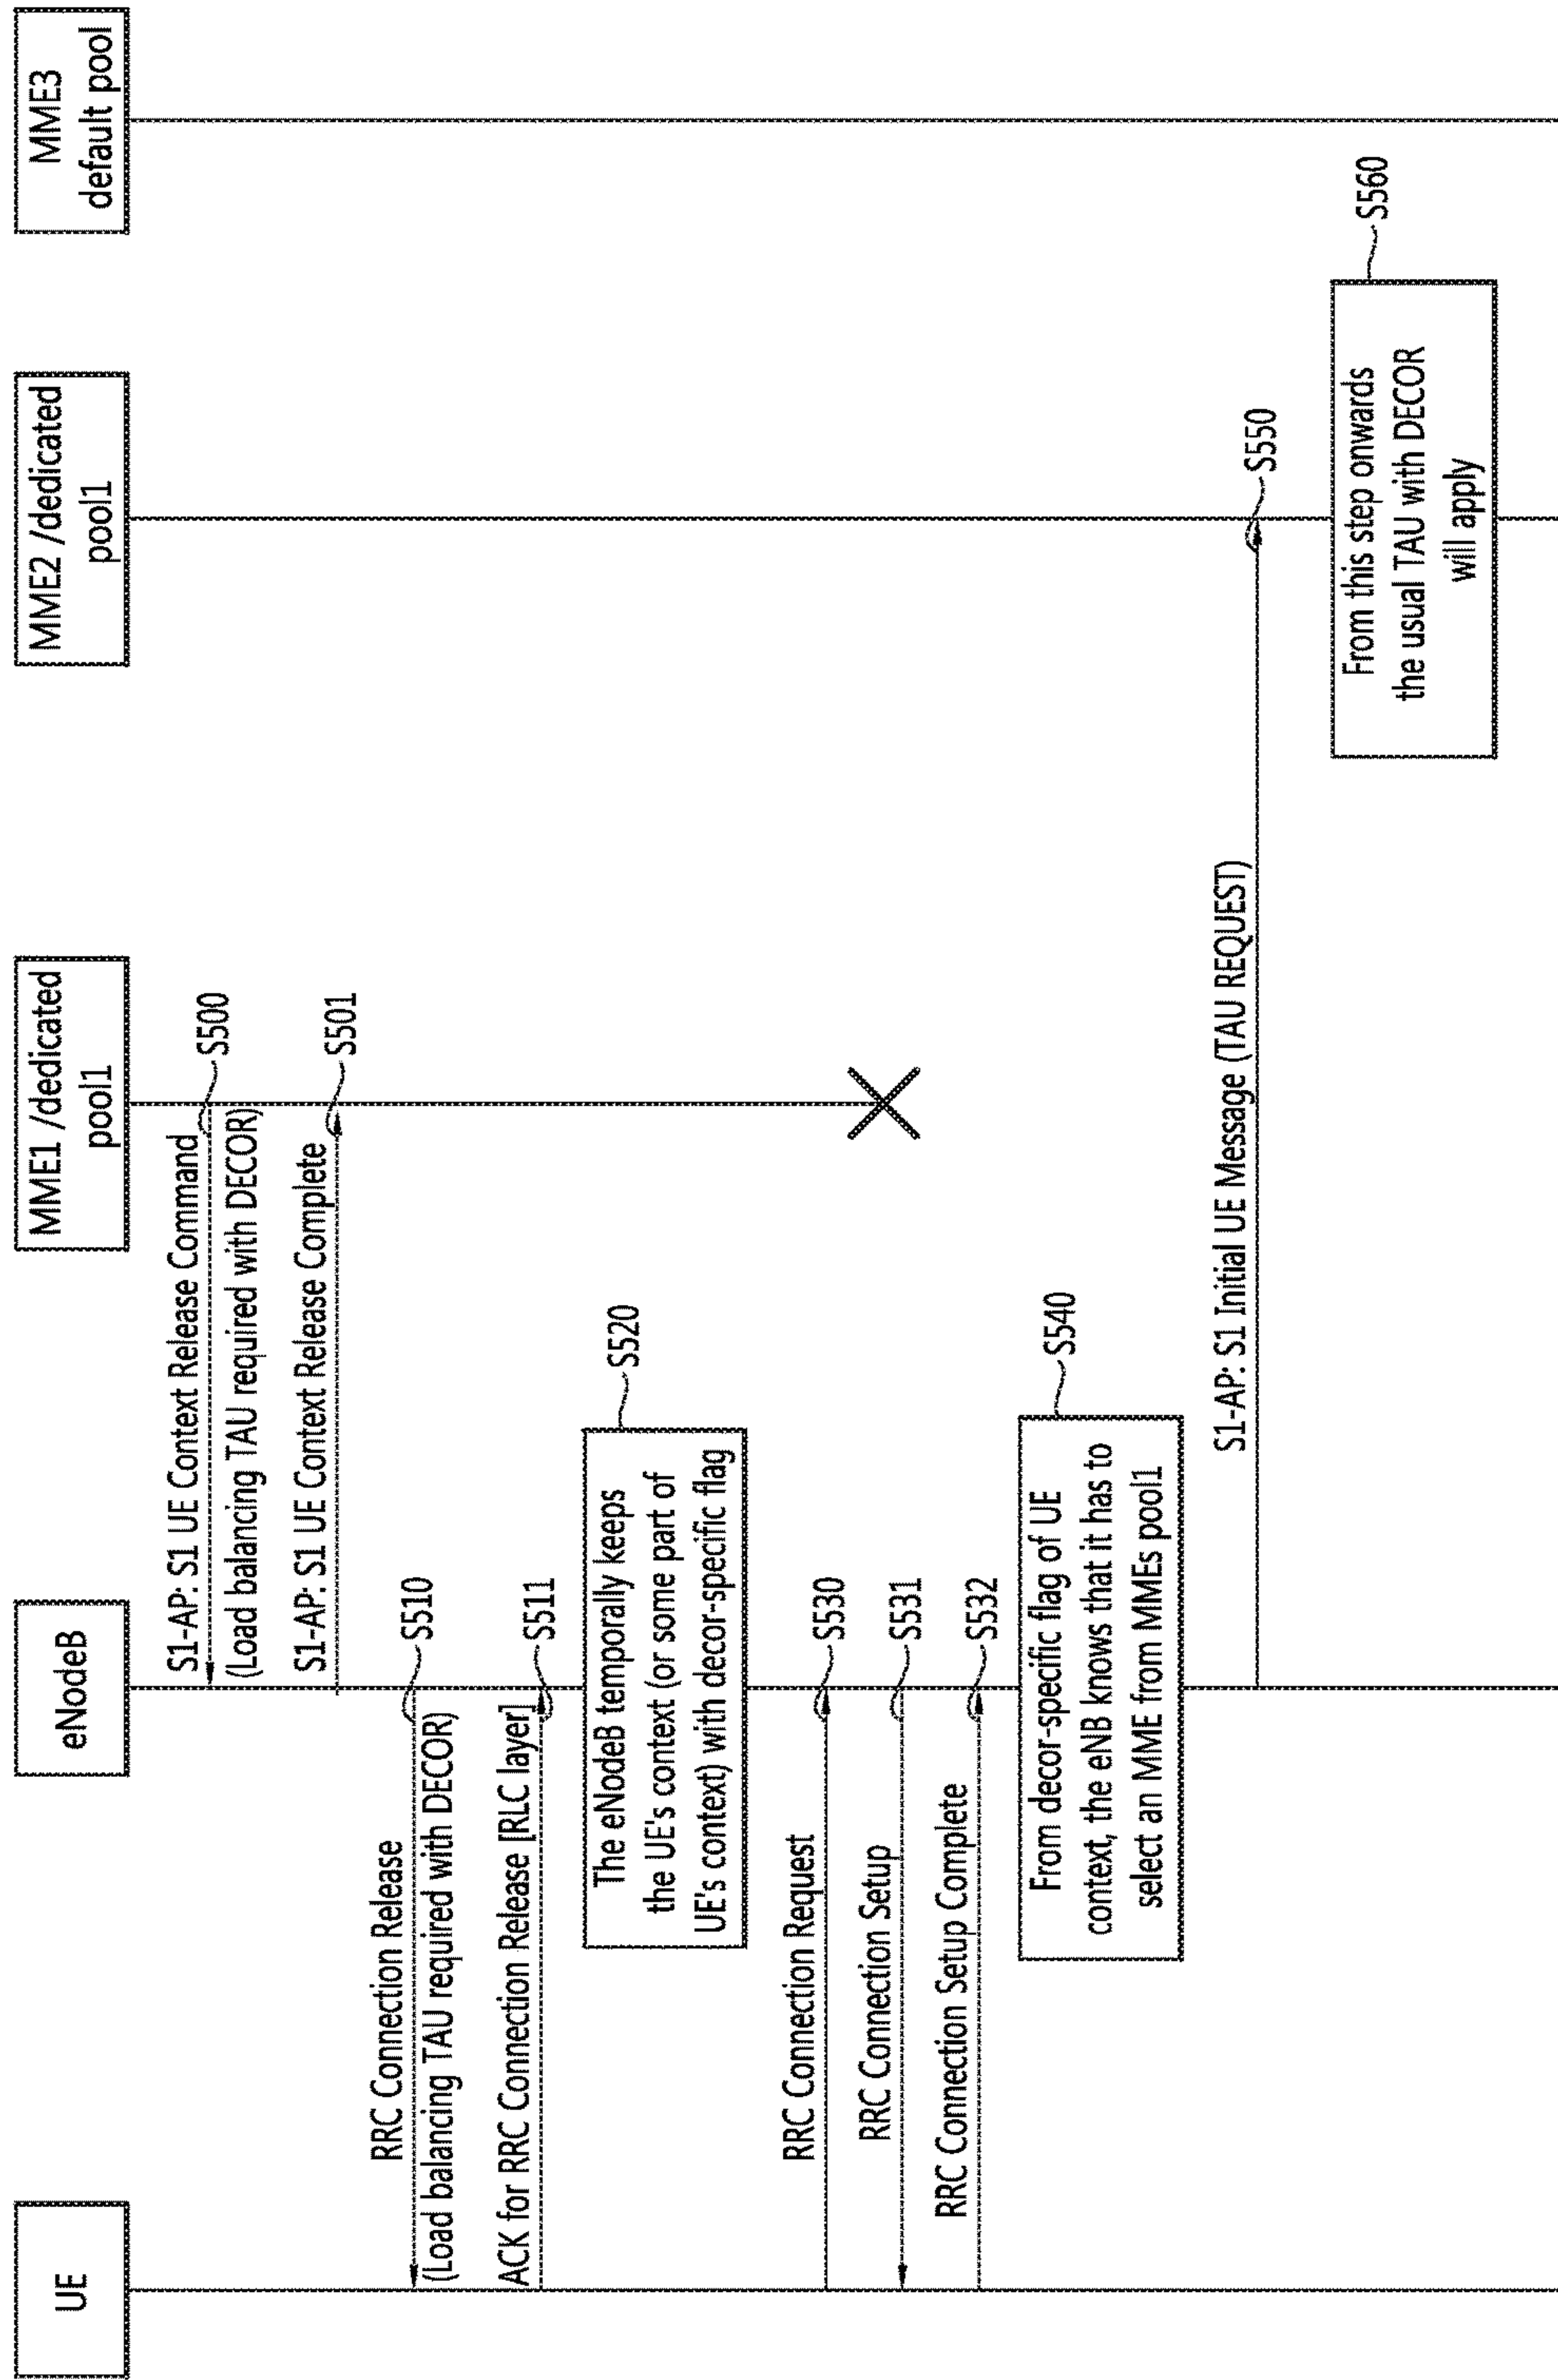 UE
eNodeB
MME1 /dedicated
pool1
MME2 /dedicated
pool1
MME3
default pool
S1-AP: S1 UE Context Release Command
S500
(Load balancing TAU required with DECOR)
S1-AP: S1 UE Context Release Complete
S501
RRC Connection Release
S510
(Load balancing TAU required with DECOR)
ACK for RRC Connection Release [RLC layer]
S511
The eNodeB temporally keeps
the UE's context (or some part of
UE's context) with decor-specific flag
S520
RRC Connection Request
S530
RRC Connection Setup
S531
RRC Connection Setup Complete
S532
From decor-specific flag of UE
context, the eNB knows that it has to
select an MME from MMEs pool1
S540
S1-AP: S1 Initial UE Message (TAU REQUEST)
S550
From this step onwards
the usual TAU with DECOR
will apply
S560